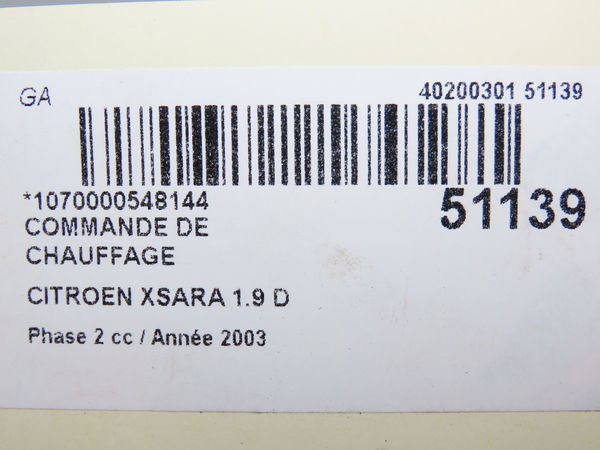 GA
40200301 51139
*1070000548144
51139
COMMANDE DE
CHAUFFAGE
CITROEN XSARA 1.9 D
Phase 2 cc / Année 2003